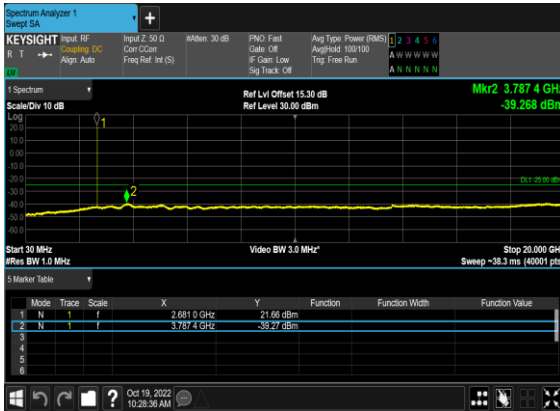 Spectrum Analyzer 1
Swept SA
+
KEYSIGHT Input: RF Input Z: 50 Ω #Atten: 30 dB PNO: Fast Avg Type: Power (RMS) 1 2 3 4 5 6
R T Coupling: DC Corr CCorr Gate: Off Avg|Hold: 100/100 A W W W W W
Align: Auto Freq Ref: Int (S) IF Gain: Low Trig: Free Run
Sig Track: Off A N N N N N
1 Spectrum Ref Lvl Offset 15.30 dB Mkr2 3.787 4 GHz
Scale/Div 10 dB Ref Level 30.00 dBm -39.268 dBm
Log
1
20.0
10.0
0.00
-10.0
-20.0
DL1 -25.00 dBm
-30.0
2
-40.0
-50.0
-60.0
Start 30 MHz Video BW 3.0 MHz* Stop 20.000 GHz
#Res BW 1.0 MHz Sweep ~38.3 ms (40001 pts)
5 Marker Table
Mode Trace Scale X Y Function Function Width Function Value
1 N 1 f 2.681 0 GHz 21.66 dBm
2 N 1 f 3.787 4 GHz -39.27 dBm
3
4
5
6
? Oct 19, 2022
10:28:36 AM